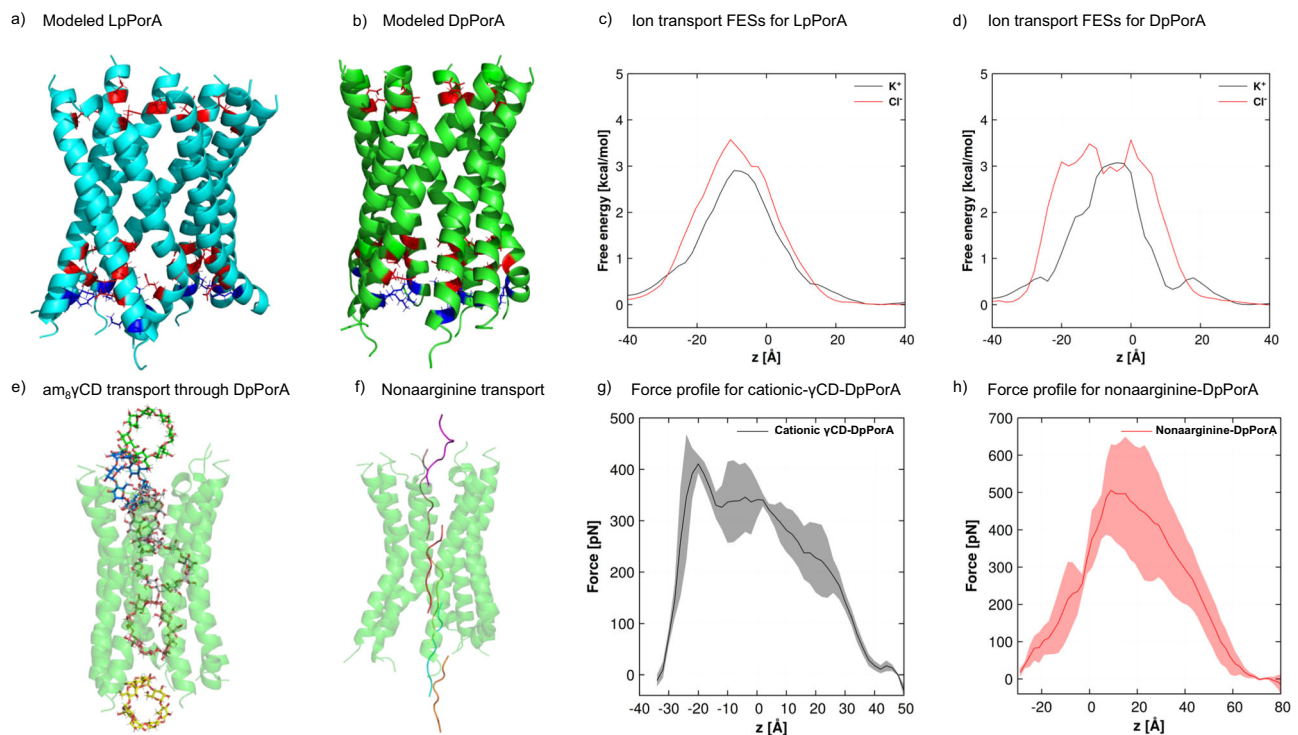 a) Modeled LpPorA
b) Modeled DpPorA
c) Ion transport FESs for LpPorA
d) Ion transport FESs for DpPorA
Free energy [kcal/mol]
5
4
3
2
1
0
K⁺
Cl⁻
-40 -20 0 20 40
z [Å]
Free energy [kcal/mol]
5
4
3
2
1
0
K⁺
Cl⁻
-40 -20 0 20 40
z [Å]
e) am₈γCD transport through DpPorA
f) Nonaarginine transport
g) Force profile for cationic-γCD-DpPorA
h) Force profile for nonaarginine-DpPorA
Force [pN]
500
400
300
200
100
0
Cationic γCD-DpPorA
-40 -30 -20 -10 0 10 20 30 40 50
z [Å]
Force [pN]
700
600
500
400
300
200
100
0
Nonaarginine-DpPorA
-20 0 20 40 60 80
z [Å]